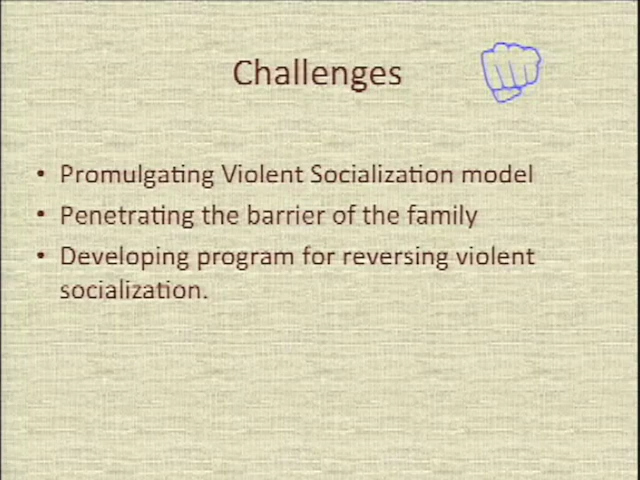 Challenges
• Promulgating Violent Socialization model
• Penetrating the barrier of the family
• Developing program for reversing violent
socialization.